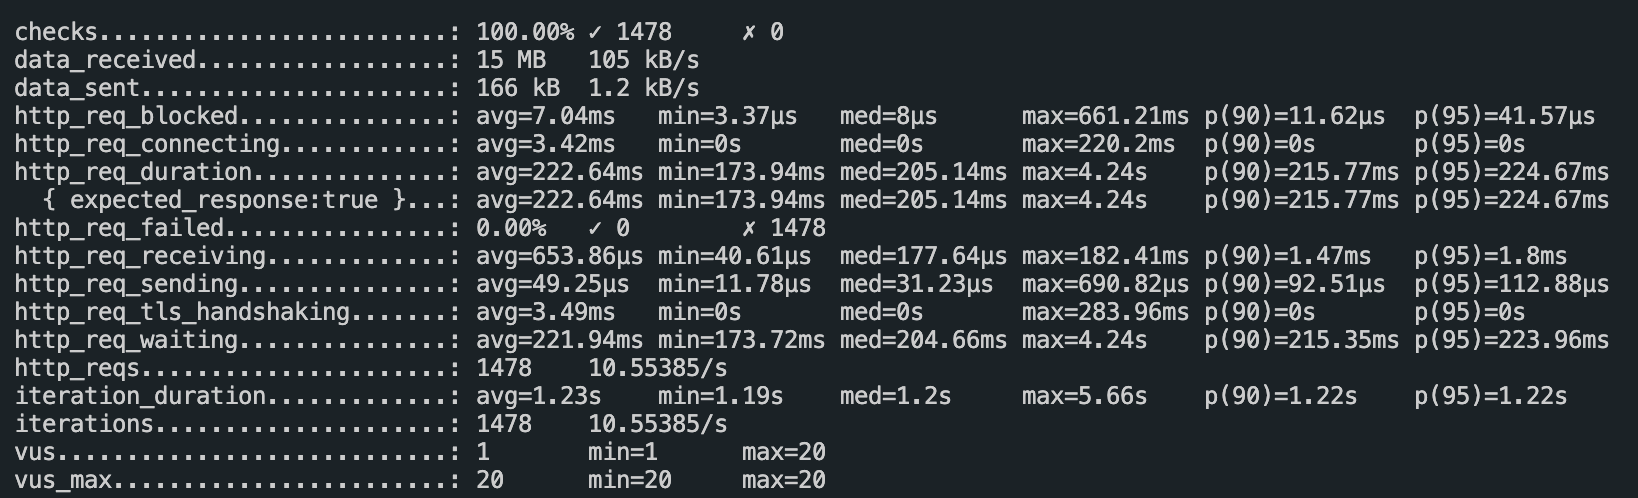 checks.........................: 100.00% ✓ 1478     ✗ 0
data_received..................: 15 MB   105 kB/s
data_sent......................: 166 kB  1.2 kB/s
http_req_blocked...............: avg=7.04ms   min=3.37µs   med=8µs      max=661.21ms p(90)=11.62µs  p(95)=41.57µs
http_req_connecting............: avg=3.42ms   min=0s       med=0s       max=220.2ms  p(90)=0s       p(95)=0s
http_req_duration..............: avg=222.64ms min=173.94ms med=205.14ms max=4.24s    p(90)=215.77ms p(95)=224.67ms
  { expected_response:true }...: avg=222.64ms min=173.94ms med=205.14ms max=4.24s    p(90)=215.77ms p(95)=224.67ms
http_req_failed................: 0.00%   ✓ 0        ✗ 1478
http_req_receiving.............: avg=653.86µs min=40.61µs  med=177.64µs max=182.41ms p(90)=1.47ms   p(95)=1.8ms
http_req_sending...............: avg=49.25µs  min=11.78µs  med=31.23µs  max=690.82µs p(90)=92.51µs  p(95)=112.88µs
http_req_tls_handshaking.......: avg=3.49ms   min=0s       med=0s       max=283.96ms p(90)=0s       p(95)=0s
http_req_waiting...............: avg=221.94ms min=173.72ms med=204.66ms max=4.24s    p(90)=215.35ms p(95)=223.96ms
http_reqs......................: 1478    10.55385/s
iteration_duration.............: avg=1.23s    min=1.19s    med=1.2s     max=5.66s    p(90)=1.22s    p(95)=1.22s
iterations.....................: 1478    10.55385/s
vus............................: 1       min=1      max=20
vus_max........................: 20      min=20     max=20